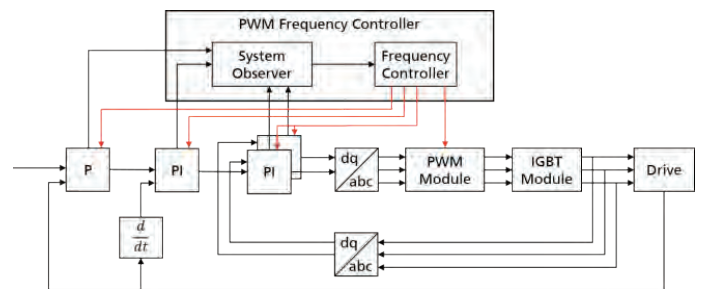 PWM Frequency Controller
System
Observer
Frequency
Controller
P
PI
PI
dq
abc
PWM
Module
IGBT
Module
Drive
d
dt
dq
abc